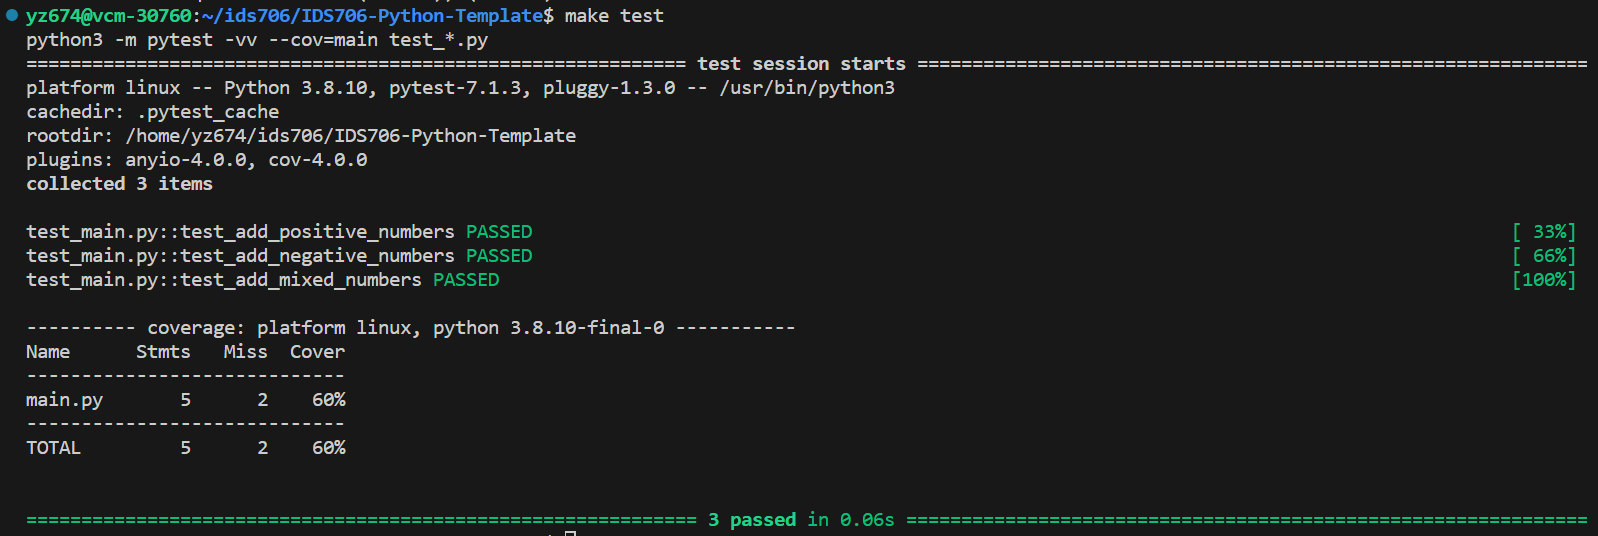 yz674@vcm-30760:~/ids706/IDS706-Python-Template$ make test
python3 -m pytest -vv --cov=main test_*.py
============================================================ test session starts =============================================================
platform linux -- Python 3.8.10, pytest-7.1.3, pluggy-1.3.0 -- /usr/bin/python3
cachedir: .pytest_cache
rootdir: /home/yz674/ids706/IDS706-Python-Template
plugins: anyio-4.0.0, cov-4.0.0
collected 3 items

test_main.py::test_add_positive_numbers PASSED [ 33%]
test_main.py::test_add_negative_numbers PASSED [ 66%]
test_main.py::test_add_mixed_numbers PASSED [100%]

---------- coverage: platform linux, python 3.8.10-final-0 -----------
Name      Stmts   Miss  Cover
-----------------------------
main.py       5      2    60%
-----------------------------
TOTAL         5      2    60%

============================================================= 3 passed in 0.06s ==============================================================